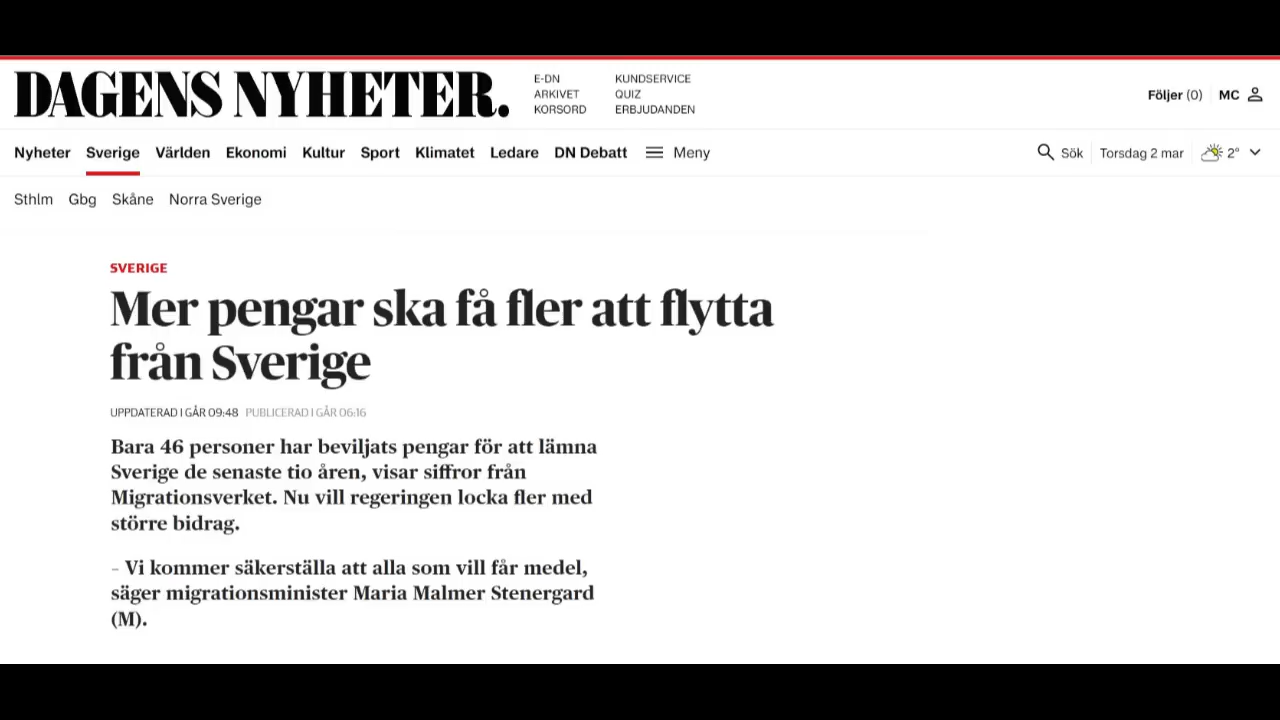 DAGENS NYHETER.
E-DN
ARKIVET
KORSORD
KUNDSERVICE
QUIZ
ERBJUDANDEN
Följer (0) MC
Nyheter Sverige Världen Ekonomi Kultur Sport Klimatet Ledare DN Debatt Meny
Sök Torsdag 2 mar 2°
Sthlm Gbg Skåne Norra Sverige
SVERIGE
Mer pengar ska få fler att flytta
från Sverige
UPPDATERAD I GÅR 09:48 PUBLICERAD I GÅR 06:16
Bara 46 personer har beviljats pengar för att lämna
Sverige de senaste tio åren, visar siffror från
Migrationsverket. Nu vill regeringen locka fler med
större bidrag.
– Vi kommer säkerställa att alla som vill får medel,
säger migrationsminister Maria Malmer Stenergard
(M).